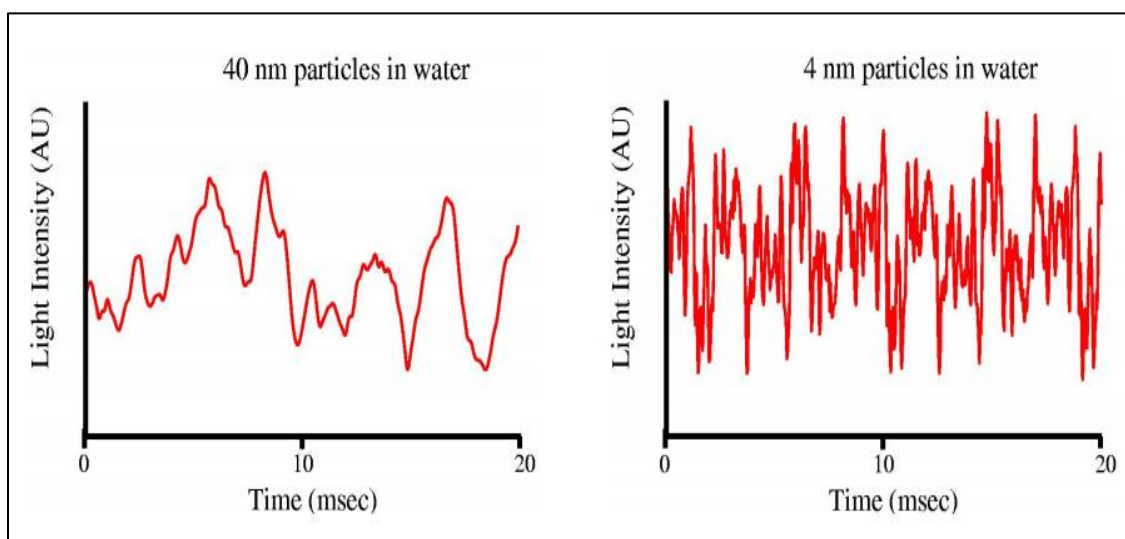 40 nm particles in water
Light Intensity (AU)
0
10
20
Time (msec)
4 nm particles in water
Light Intensity (AU)
0
10
20
Time (msec)